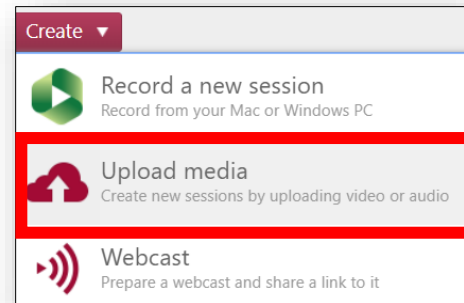 Create
Record a new session
Record from your Mac or Windows PC
Upload media
Create new sessions by uploading video or audio
Webcast
Prepare a webcast and share a link to it